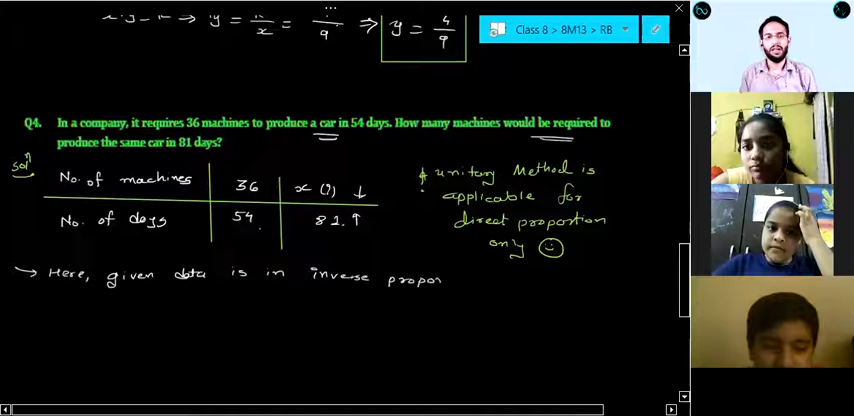 ⇒ y = = 9 ⇒ y = 4/9
x
Class 8 > 8M13 > RB
Q4. In a company, it requires 36 machines to produce a car in 54 days. How many machines would be required to
produce the same car in 81 days?
Solⁿ
No. of machines 36 x (?) ↓
No. of days 54 81 ↑
unitary Method is
applicable for
direct proportion
only ☺
→ Here, given data is in inverse propor